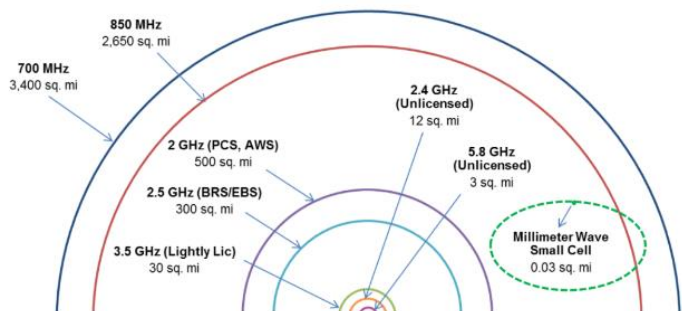 850 MHz
2,650 sq. mi
700 MHz
3,400 sq. mi
2.4 GHz
(Unlicensed)
12 sq. mi
2 GHz (PCS, AWS)
500 sq. mi
5.8 GHz
(Unlicensed)
3 sq. mi
2.5 GHz (BRS/EBS)
300 sq. mi
3.5 GHz (Lightly Lic)
30 sq. mi
Millimeter Wave
Small Cell
0.03 sq. mi